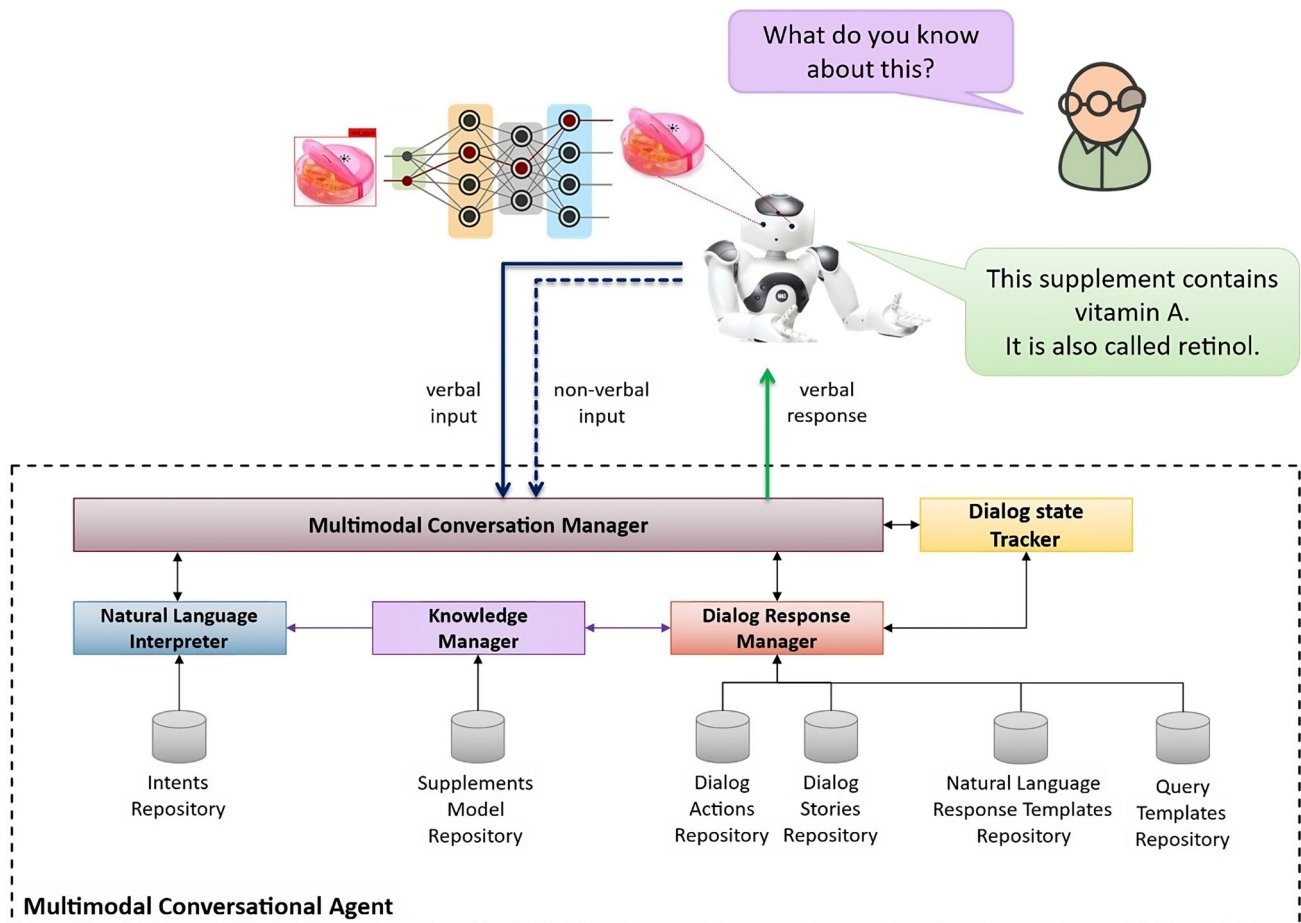 What do you know
about this?
This supplement contains
vitamin A.
It is also called retinol.
verbal
input
non-verbal
input
verbal
response
Multimodal Conversation Manager
Dialog state
Tracker
Natural Language
Interpreter
Knowledge
Manager
Dialog Response
Manager
Intents
Repository
Supplements
Model
Repository
Dialog
Actions
Repository
Dialog
Stories
Repository
Natural Language
Response Templates
Repository
Query
Templates
Repository
Multimodal Conversational Agent